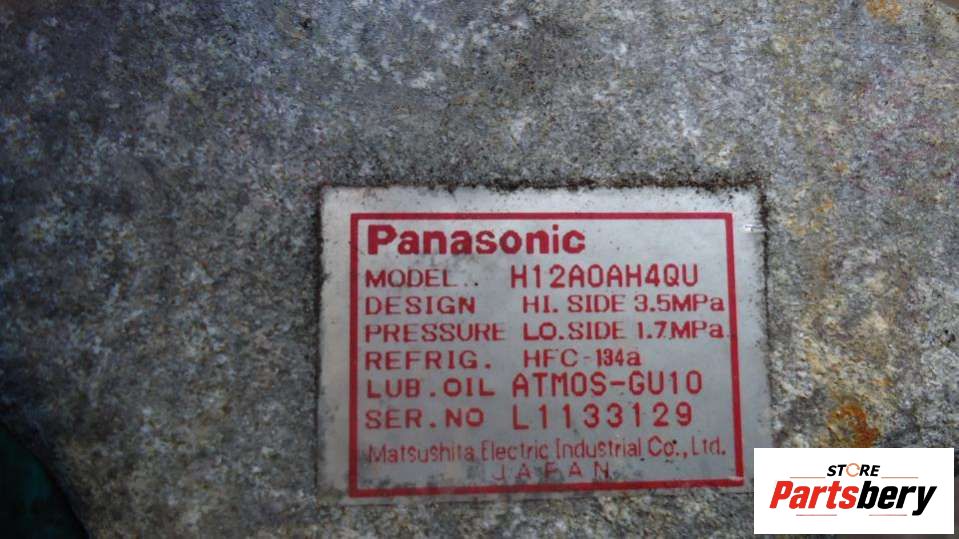 Panasonic
MODEL.. H12A0AH4QU
DESIGN HI. SIDE 3.5MPa
PRESSURE LO.SIDE 1.7MPa
REFRIG. HFC-134a
LUB.OIL ATMOS-GU10
SER.NO L1133129
Matsushita Electric Industrial Co., Ltd.
JAPAN
STORE
Partsbery